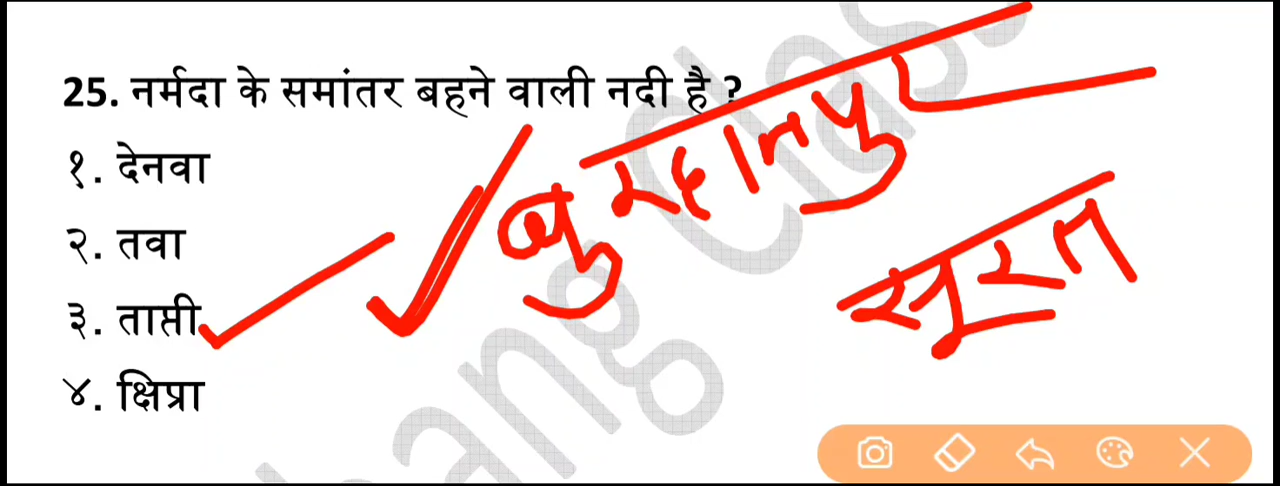 25. नर्मदा के समांतर बहने वाली नदी है ?
१. देनवा
२. तवा
३. ताप्ती
४. क्षिप्रा
बुरहानपुर
सूरत